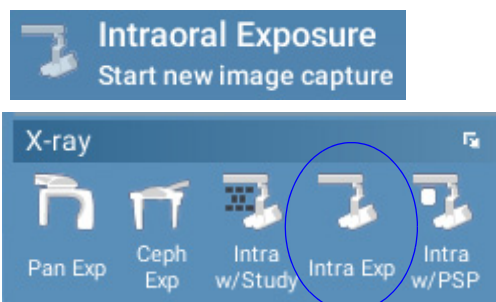 Intraoral Exposure
Start new image capture
X-ray
Pan Exp
Ceph
Exp
Intra
w/Study
Intra Exp
Intra
w/PSP